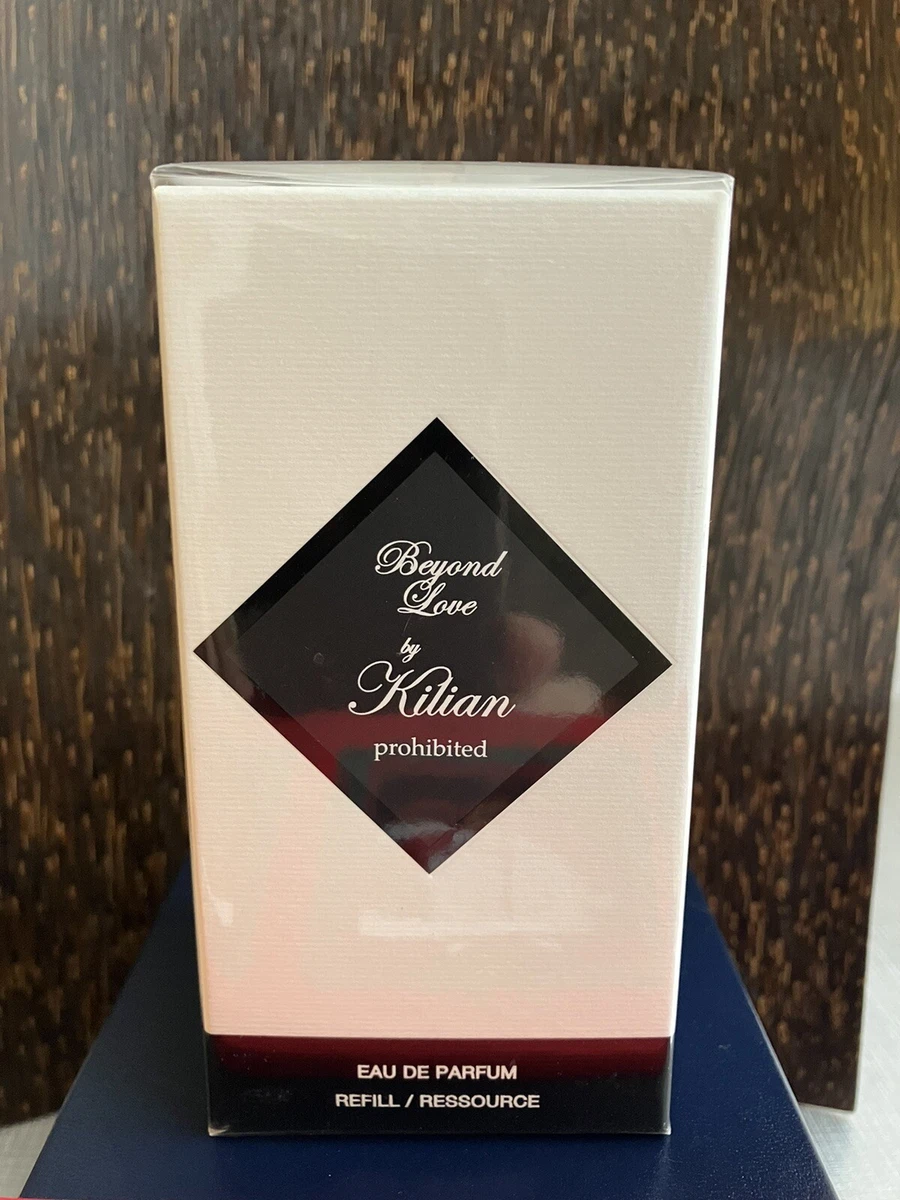 Beyond
Love
by
Kilian
prohibited
EAU DE PARFUM
REFILL / RESSOURCE